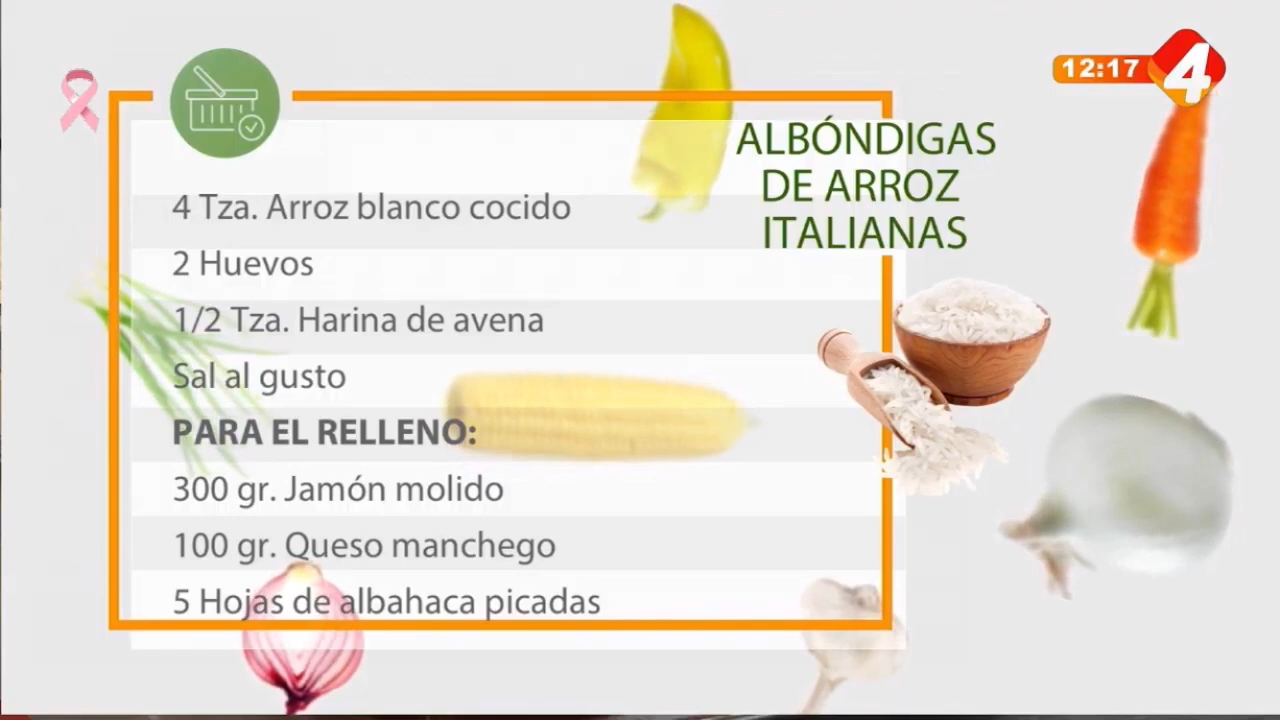 12:17
4
ALBÓNDIGAS
DE ARROZ
ITALIANAS
4 Tza. Arroz blanco cocido
2 Huevos
1/2 Tza. Harina de avena
Sal al gusto
PARA EL RELLENO:
300 gr. Jamón molido
100 gr. Queso manchego
5 Hojas de albahaca picadas